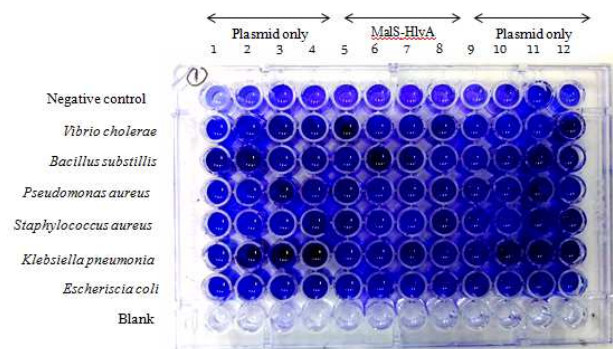 Plasmid only MalS-HlyA Plasmid only
1 2 3 4 5 6 7 8 9 10 11 12
1
Negative control
Vibrio cholerae
Bacillus substillis
Pseudomonas aureus
Staphylococcus aureus
Klebsiella pneumonia
Escheriscia coli
Blank